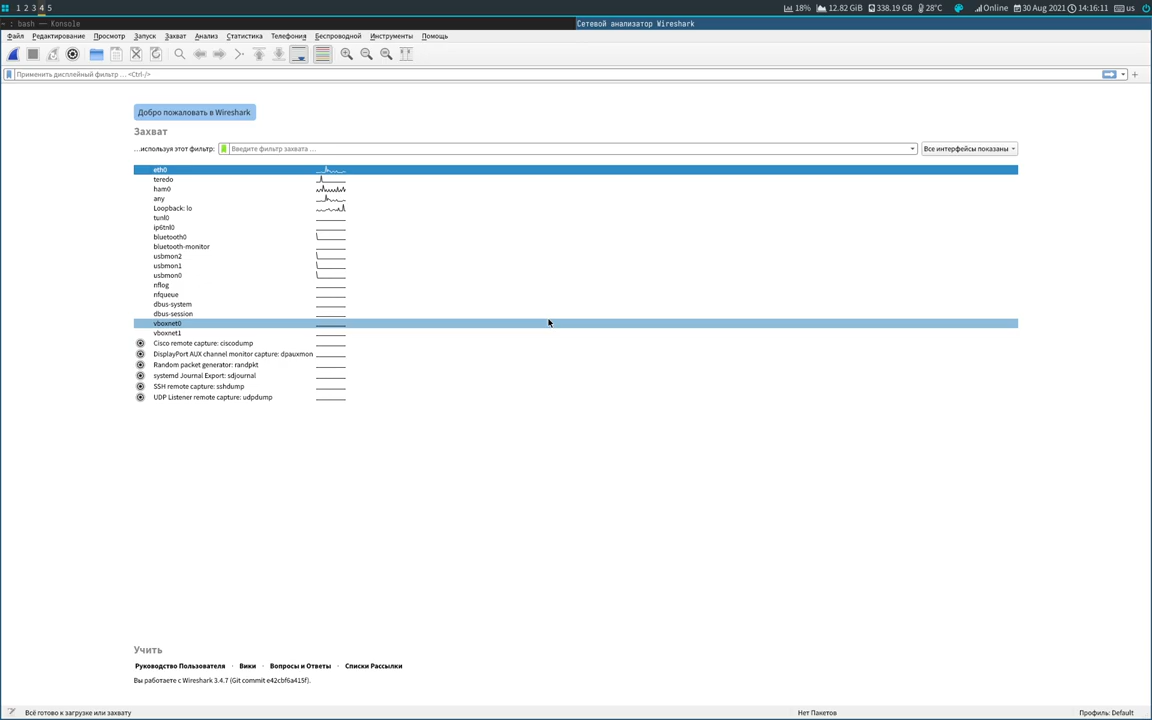 1 2 3 4 5 18% 12.82 GiB 338.19 GB 28°C Online 30 Aug 2021 14:16:11 us
~ : bash — Konsole Сетевой анализатор Wireshark
Файл Редактирование Просмотр Запуск Захват Анализ Статистика Телефония Беспроводной Инструменты Помощь
Применить дисплейный фильтр … <Ctrl-/>
Добро пожаловать в Wireshark
Захват
…используя этот фильтр: Введите фильтр захвата … Все интерфейсы показаны
eth0
teredo
ham0
any
Loopback: lo
tunl0
ip6tnl0
bluetooth0
bluetooth-monitor
usbmon2
usbmon1
usbmon0
nflog
nfqueue
dbus-system
dbus-session
vboxnet0
vboxnet1
Cisco remote capture: ciscodump
DisplayPort AUX channel monitor capture: dpauxmon
Random packet generator: randpkt
systemd Journal Export: sdjournal
SSH remote capture: sshdump
UDP Listener remote capture: udpdump
Учить
Руководство Пользователя · Вики · Вопросы и Ответы · Списки Рассылки
Вы работаете с Wireshark 3.4.7 (Git commit e42cbf6a415f).
Всё готово к загрузке или захвату Нет Пакетов Профиль: Default